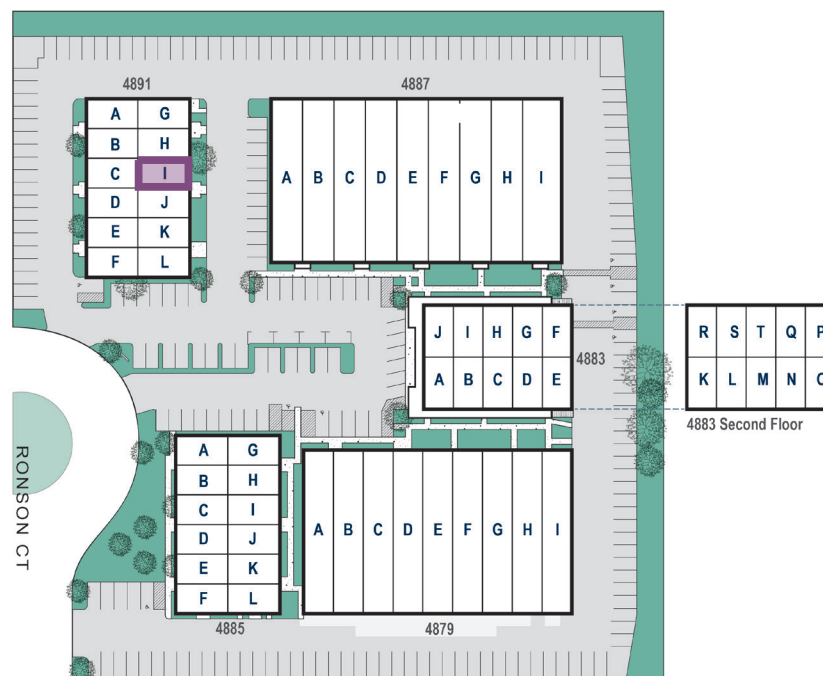 4891
A G
B H
C I
D J
E K
F L
4887
A B C D E F G H I
J I H G F
A B C D E
4883
R S T Q P
K L M N O
4883 Second Floor
RONSON CT
A G
B H
C I
D J
E K
F L
4885
A B C D E F G H I
4879